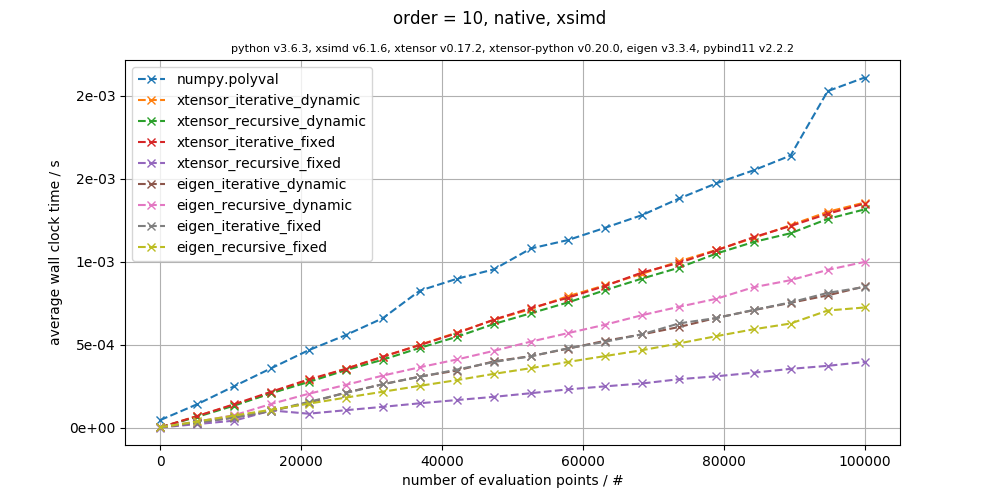 order = 10, native, xsimd
python v3.6.3, xsimd v6.1.6, xtensor v0.17.2, xtensor-python v0.20.0, eigen v3.3.4, pybind11 v2.2.2
numpy.polyval
xtensor_iterative_dynamic
xtensor_recursive_dynamic
xtensor_iterative_fixed
xtensor_recursive_fixed
eigen_iterative_dynamic
eigen_recursive_dynamic
eigen_iterative_fixed
eigen_recursive_fixed
average wall clock time / s
2e-03
2e-03
1e-03
5e-04
0e+00
0 20000 40000 60000 80000 100000
number of evaluation points / #